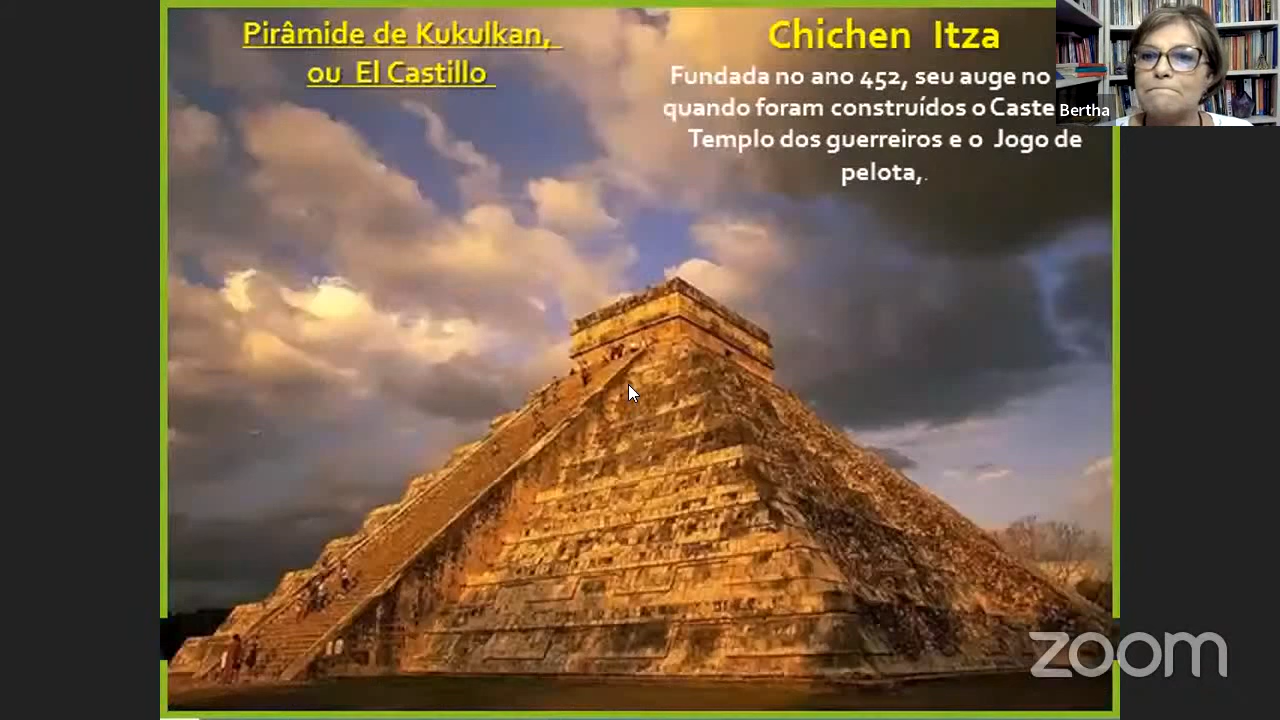 Pirâmide de Kukulkan,
ou El Castillo
Chichen Itza
Fundada no ano 452, seu auge no
quando foram construídos o Caste
Templo dos guerreiros e o Jogo de
pelota,.
Bertha
zoom